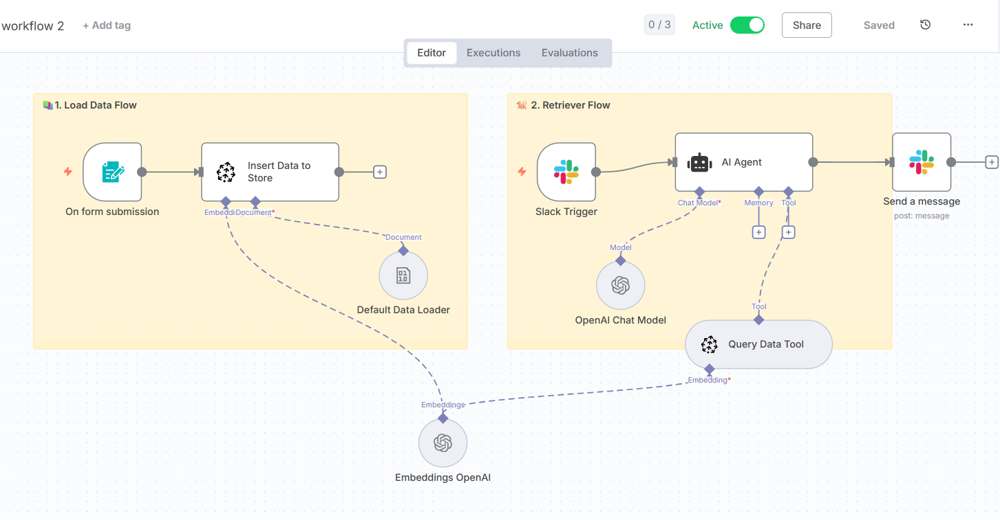 workflow 2
+ Add tag
0 / 3
Active
Share
Saved
Editor
Executions
Evaluations
1. Load Data Flow
On form submission
Insert Data to
Store
Embeddi
Document*
Document
Default Data Loader
2. Retriever Flow
Slack Trigger
AI Agent
Chat Model*
Memory
Tool
Send a message
post: message
Model
OpenAI Chat Model
Tool
Query Data Tool
Embedding*
Embeddings
Embeddings OpenAI